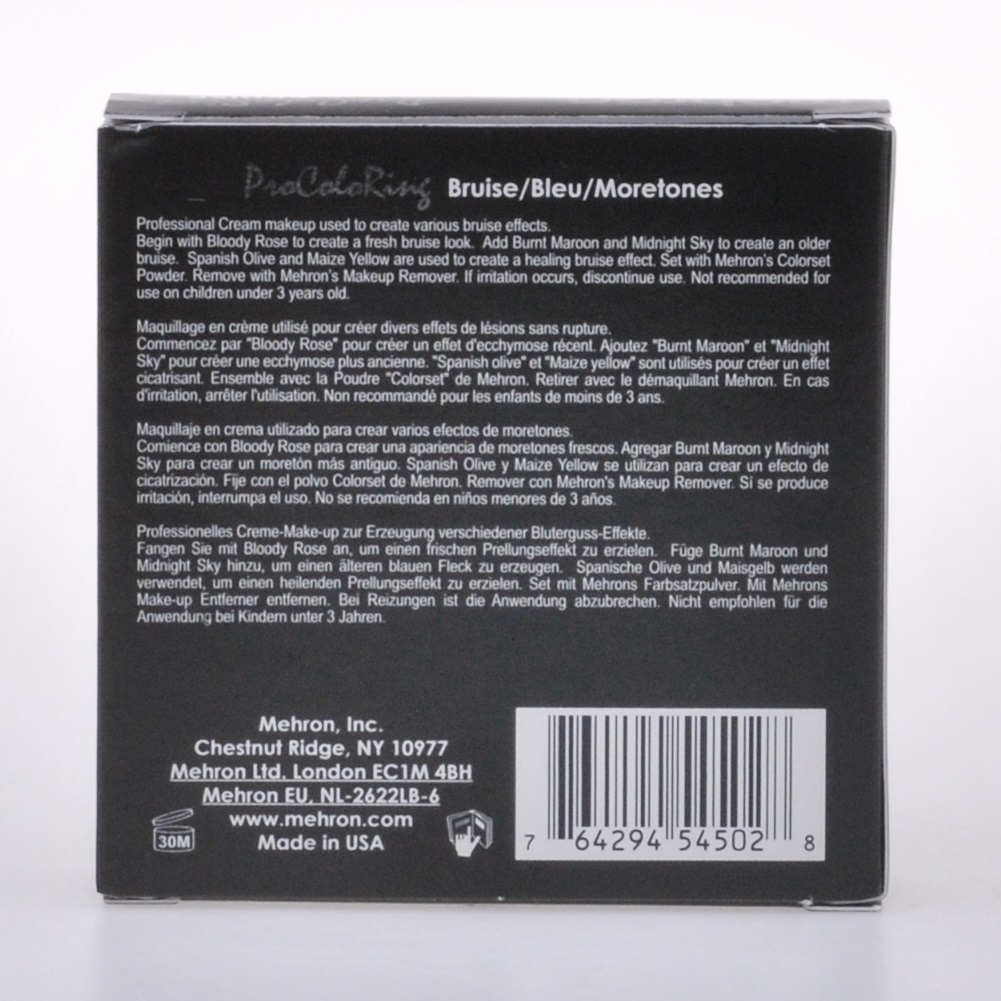 ProColoRing Bruise/Bleu/Moretones
Professional Cream makeup used to create various bruise effects.
Begin with Bloody Rose to create a fresh bruise look. Add Burnt Maroon and Midnight Sky to create an older
bruise. Spanish Olive and Maize Yellow are used to create a healing bruise effect. Set with Mehron's Colorset
Powder. Remove with Mehron's Makeup Remover. If irritation occurs, discontinue use. Not recommended for
use on children under 3 years old.
Maquillage en crème utilisé pour créer divers effets de lésions sans rupture.
Commencez par "Bloody Rose" pour créer un effet d'ecchymose récent. Ajoutez "Burnt Maroon" et "Midnight
Sky" pour créer une ecchymose plus ancienne. "Spanish olive" et "Maize yellow" sont utilisés pour créer un effet
cicatrisant. Ensemble avec la Poudre "Colorset" de Mehron. Retirer avec le démaquillant Mehron. En cas
d'irritation, arrêter l'utilisation. Non recommandé pour les enfants de moins de 3 ans.
Maquillaje en crema utilizado para crear varios efectos de moretones.
Comience con Bloody Rose para crear una apariencia de moretones frescos. Agregar Burnt Maroon y Midnight
Sky para crear un moretón más antiguo. Spanish Olive y Maize Yellow se utilizan para crear un efecto de
cicatrización. Fije con el polvo Colorset de Mehron. Remover con Mehron's Makeup Remover. Si se produce
irritación, interrumpa el uso. No se recomienda en niños menores de 3 años.
Professionelles Creme-Make-up zur Erzeugung verschiedener Bluterguss-Effekte.
Fangen Sie mit Bloody Rose an, um einen frischen Prellungseffekt zu erzielen. Füge Burnt Maroon und
Midnight Sky hinzu, um einen älteren blauen Fleck zu erzeugen. Spanische Olive und Maisgelb werden
verwendet, um einen heilenden Prellungseffekt zu erzielen. Set mit Mehrons Farbsatzpulver. Mit Mehrons
Make-up Entferner entfernen. Bei Reizungen ist die Anwendung abzubrechen. Nicht empfohlen für die
Anwendung bei Kindern unter 3 Jahren.
Mehron, Inc.
Chestnut Ridge, NY 10977
Mehron Ltd. London EC1M 4BH
Mehron EU, NL-2622LB-6
www.mehron.com
Made in USA
30M
7 64294 54502 8